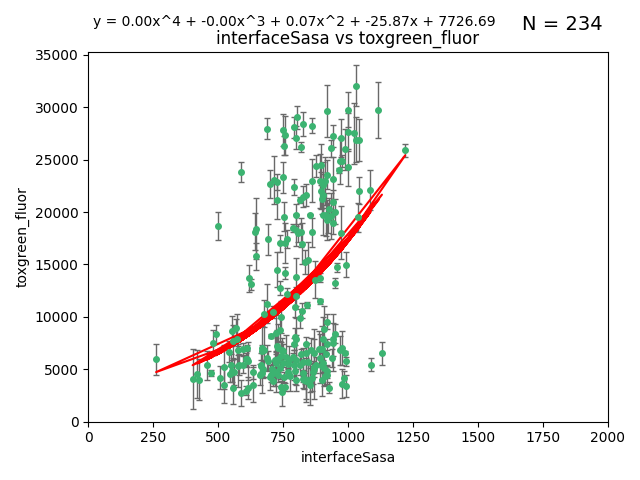 y = 0.00x^4 + -0.00x^3 + 0.07x^2 + -25.87x + 7726.69
N = 234
interfaceSasa vs toxgreen_fluor
35000
30000
25000
20000
15000
10000
5000
0
toxgreen_fluor
0 250 500 750 1000 1250 1500 1750 2000
interfaceSasa